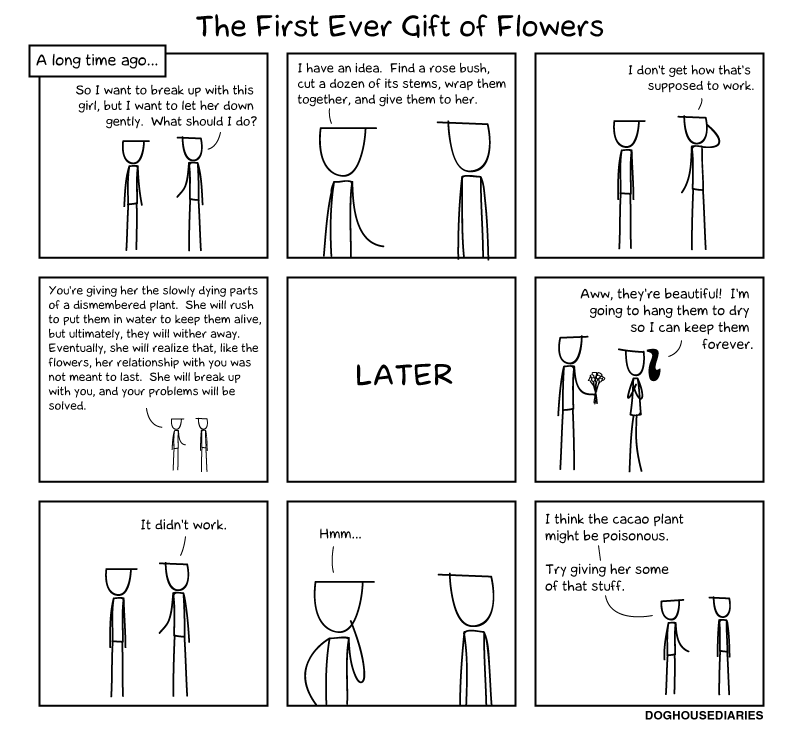 The First Ever Gift of Flowers
A long time ago...
So I want to break up with this
girl, but I want to let her down
gently. What should I do?
I have an idea. Find a rose bush,
cut a dozen of its stems, wrap them
together, and give them to her.
I don't get how that's
supposed to work.
You're giving her the slowly dying parts
of a dismembered plant. She will rush
to put them in water to keep them alive,
but ultimately, they will wither away.
Eventually, she will realize that, like the
flowers, her relationship with you was
not meant to last. She will break up
with you, and your problems will be
solved.
LATER
Aww, they're beautiful! I'm
going to hang them to dry
so I can keep them
forever.
It didn't work.
Hmm...
I think the cacao plant
might be poisonous.
Try giving her some
of that stuff.
DOGHOUSEDIARIES